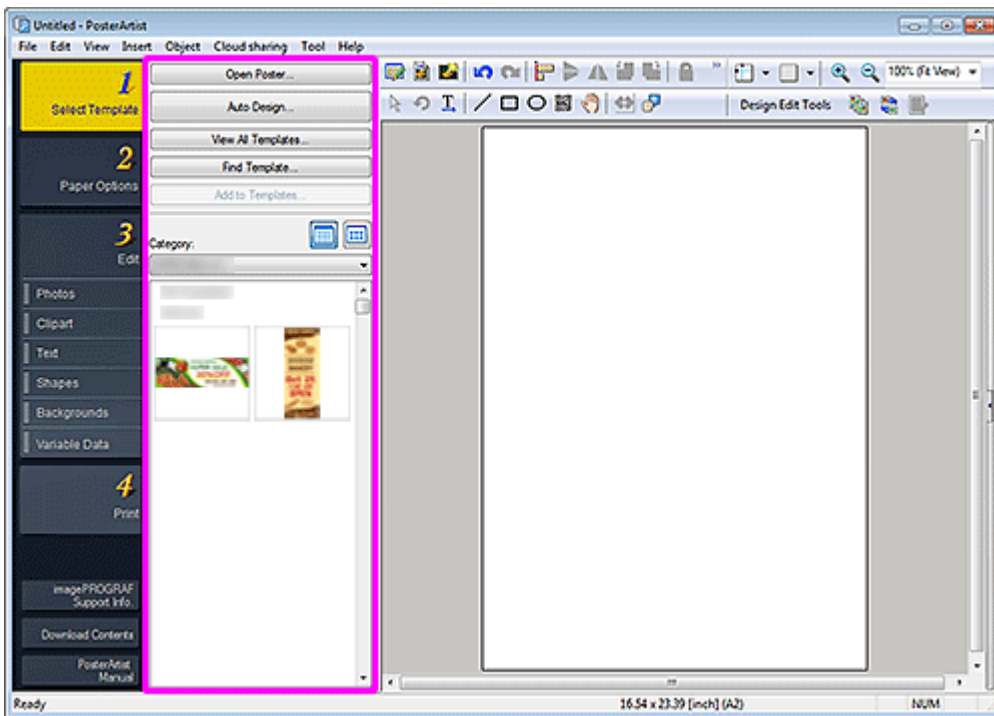 Untitled - PosterArtist
File Edit View Insert Object Cloud sharing Tool Help
1
Select Template
2
Paper Options
3
Edit
Photos
Clipart
Text
Shapes
Backgrounds
Variable Data
4
Print
imagePROGRAF
Support Info.
Download Contents
PosterArtist
Manual
Open Poster...
Auto Design...
View All Templates...
Find Template...
Add to Templates...
Category:
100% (Fit View)
Design Edit Tools
Ready
16.54 x 23.39 [inch] (A2)
NUM